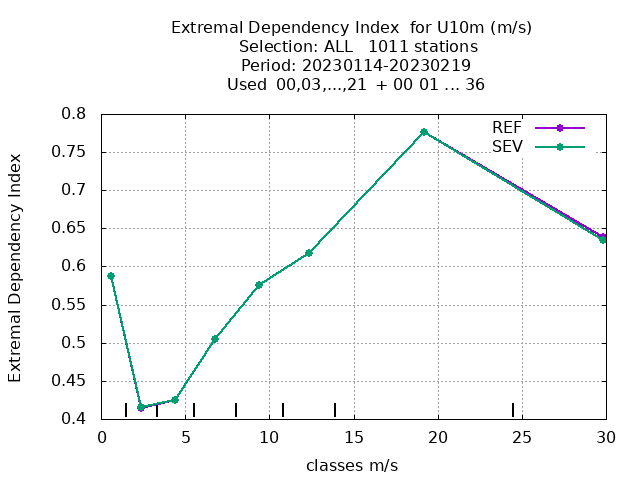 Extremal Dependency Index  for U10m (m/s)
Selection: ALL   1011 stations
Period: 20230114-20230219
Used  00,03,...,21  + 00 01 ... 36
REF
SEV
Extremal Dependency Index
0.8
0.75
0.7
0.65
0.6
0.55
0.5
0.45
0.4
0
5
10
15
20
25
30
classes m/s